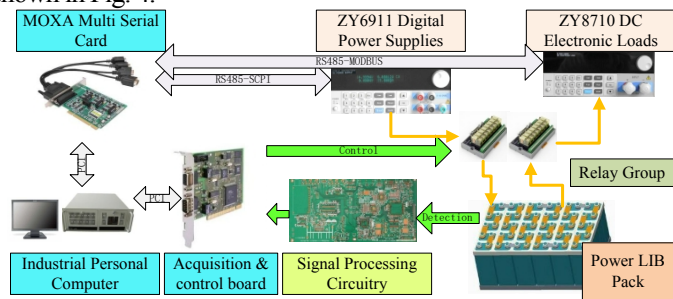 shown in Fig. 4.
MOXA Multi Serial
Card
ZY6911 Digital
Power Supplies
ZY8710 DC
Electronic Loads
RS485-MODBUS
RS485-SCPI
Control
Relay Group
PCI
PCI
Detection
Industrial Personal
Computer
Acquisition &
control board
Signal Processing
Circuitry
Power LIB
Pack